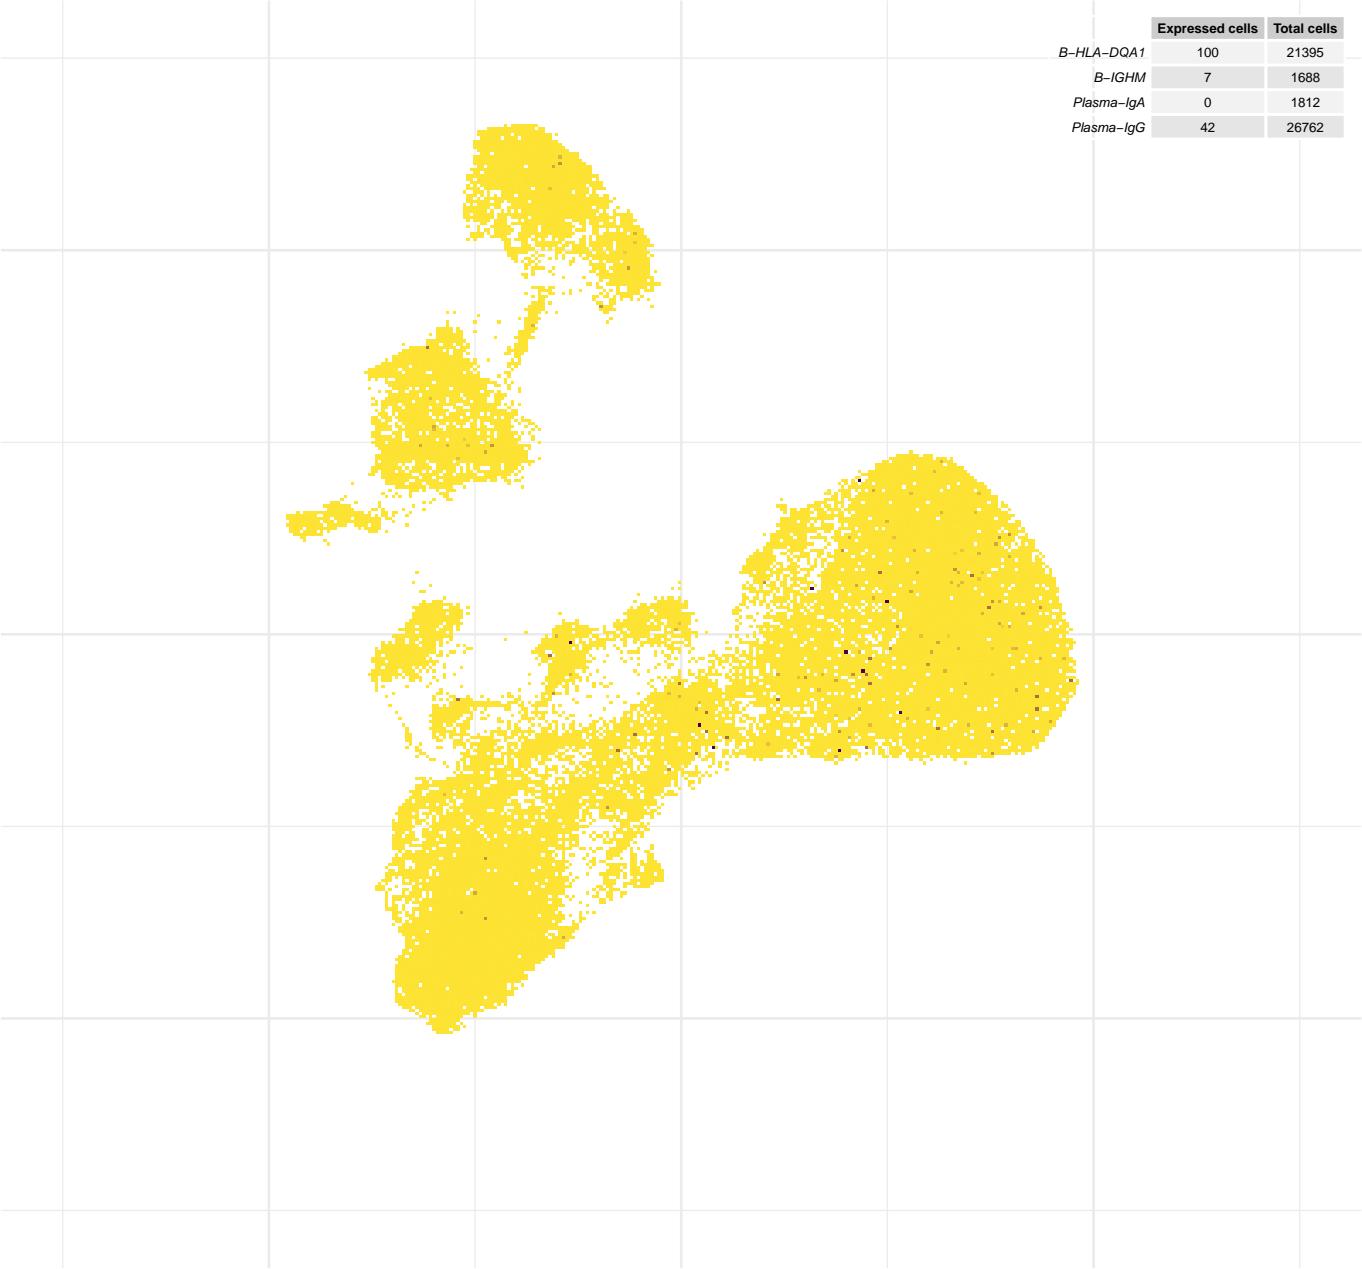 Expressed cells Total cells
B−HLA−DQA1 100 21395
B−IGHM 7 1688
Plasma−IgA 0 1812
Plasma−IgG 42 26762